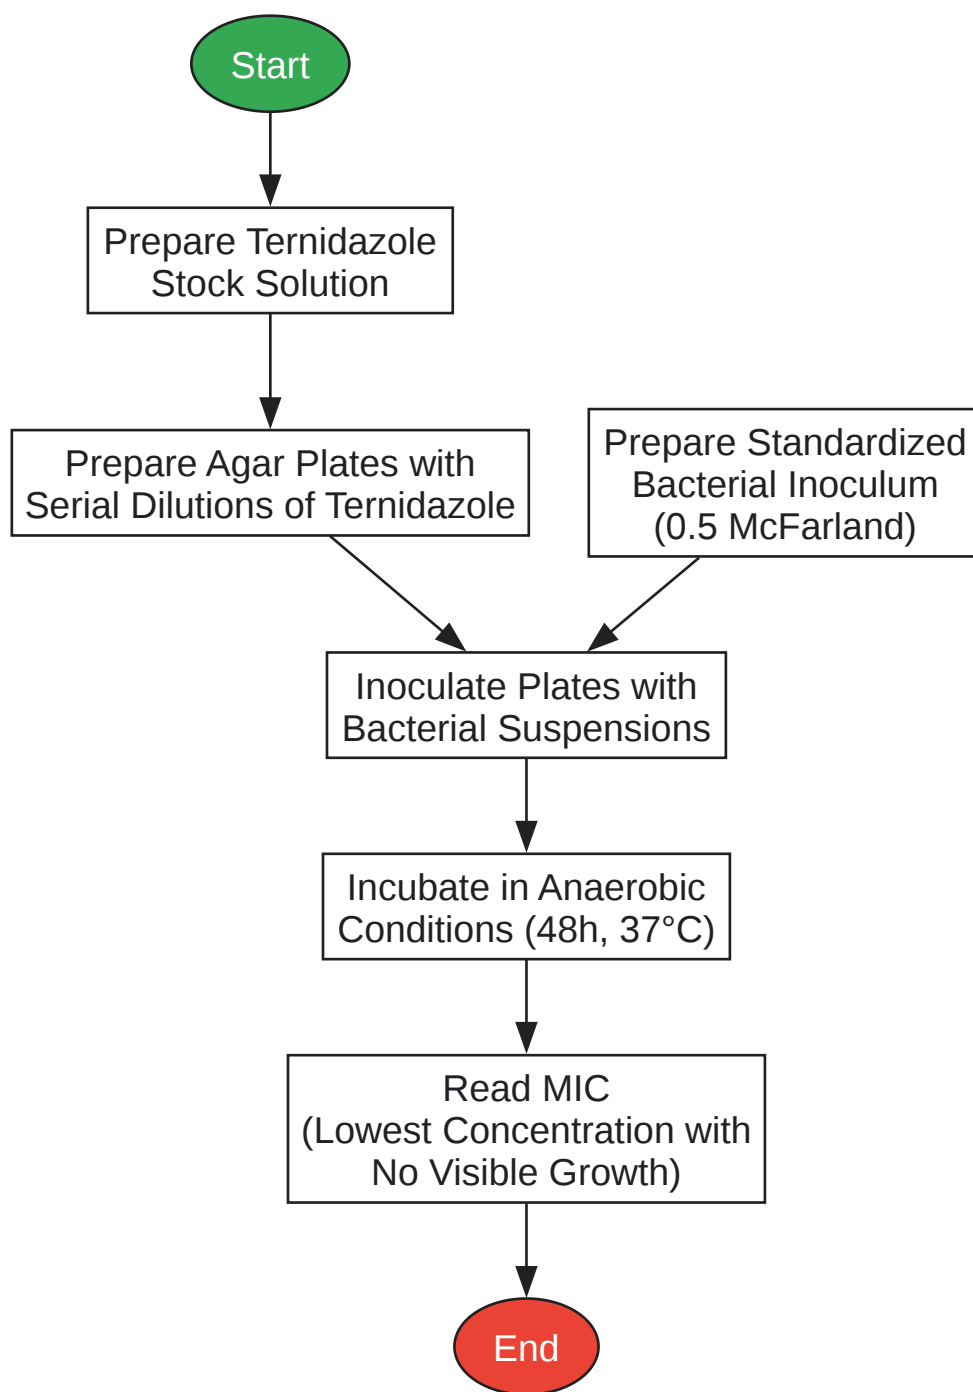 Start
Prepare Ternidazole
Stock Solution
Prepare Agar Plates with
Serial Dilutions of Ternidazole
Prepare Standardized
Bacterial Inoculum
(0.5 McFarland)
Inoculate Plates with
Bacterial Suspensions
Incubate in Anaerobic
Conditions (48h, 37°C)
Read MIC
(Lowest Concentration with
No Visible Growth)
End